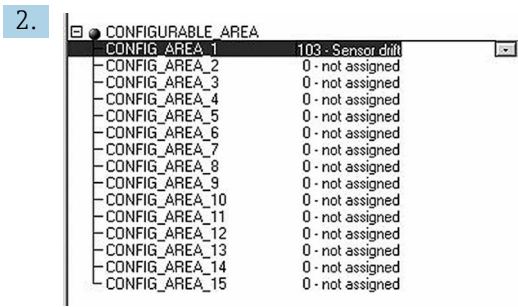 2.
CONFIGURABLE_AREA
CONFIG_AREA_1 103 - Sensor drift
CONFIG_AREA_2 0 - not assigned
CONFIG_AREA_3 0 - not assigned
CONFIG_AREA_4 0 - not assigned
CONFIG_AREA_5 0 - not assigned
CONFIG_AREA_6 0 - not assigned
CONFIG_AREA_7 0 - not assigned
CONFIG_AREA_8 0 - not assigned
CONFIG_AREA_9 0 - not assigned
CONFIG_AREA_10 0 - not assigned
CONFIG_AREA_11 0 - not assigned
CONFIG_AREA_12 0 - not assigned
CONFIG_AREA_13 0 - not assigned
CONFIG_AREA_14 0 - not assigned
CONFIG_AREA_15 0 - not assigned